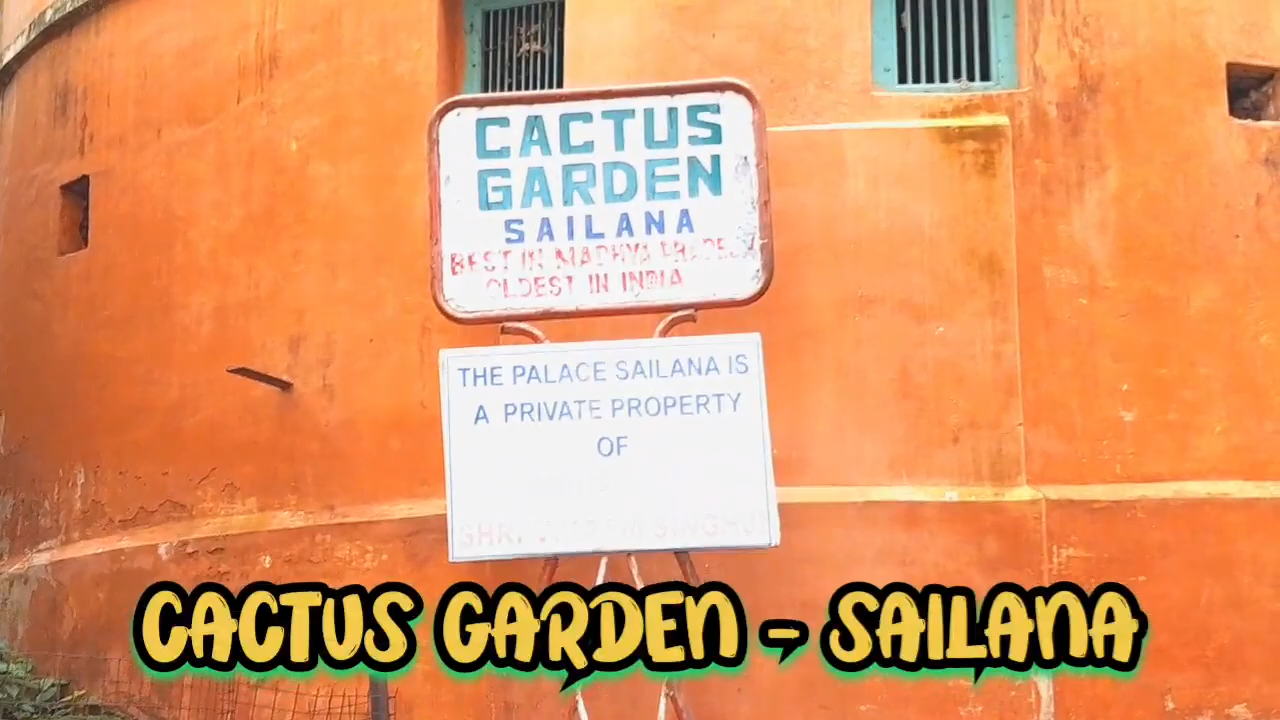 CACTUS
GARDEN
SAILANA
BEST IN MADHYA PRADESH
OLDEST IN INDIA
THE PALACE SAILANA IS
A PRIVATE PROPERTY
OF
SINGHJI
CACTUS GARDEN - SAILANA